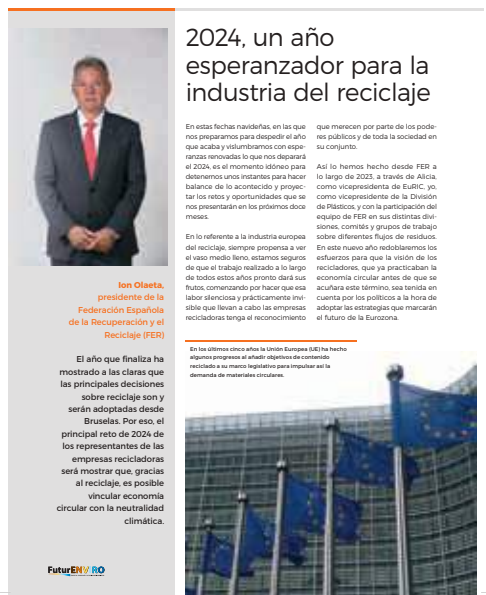 2024, un año
esperanzador para la
industria del reciclaje
En estas fechas navideñas, en las que
nos preparamos para despedir el año
que acaba y vislumbramos con espe-
ranzas renovadas lo que nos deparará
el 2024, es el momento idóneo para
detenernos unos instantes para hacer
balance de lo acontecido y proyec-
tar los retos y oportunidades que se
nos presentarán en los próximos doce
meses.
En lo referente a la industria europea
del reciclaje, siempre propensa a ver
el vaso medio lleno, estamos seguros
de que el trabajo realizado a lo largo
de todos estos años pronto dará sus
frutos, comenzando por hacer que esa
labor silenciosa y prácticamente invi-
sible que llevan a cabo las empresas
recicladoras tenga el reconocimiento
que merecen por parte de los pode-
res públicos y de toda la sociedad en
su conjunto.
Así lo hemos hecho desde FER a
lo largo de 2023, a través de Alicia,
como vicepresidenta de EuRIC, yo,
como vicepresidente de la División
de Plásticos, y con la participación del
equipo de FER en sus distintas divi-
siones, comités y grupos de trabajo
sobre diferentes flujos de residuos.
En este nuevo año redoblaremos los
esfuerzos para que la visión de los
recicladores, que ya practicaban la
economía circular antes de que se
acuñara este término, sea tenida en
cuenta por los políticos a la hora de
adoptar las estrategias que marcarán
el futuro de la Eurozona.
Ion Olaeta,
presidente de la
Federación Española
de la Recuperación y el
Reciclaje (FER)
El año que finaliza ha
mostrado a las claras que
las principales decisiones
sobre reciclaje son y
serán adoptadas desde
Bruselas. Por eso, el
principal reto de 2024 de
los representantes de las
empresas recicladoras
será mostrar que, gracias
al reciclaje, es posible
vincular economía
circular con la neutralidad
climática.
En los últimos cinco años la Unión Europea (UE) ha hecho
algunos progresos al añadir objetivos de contenido
reciclado a su marco legislativo para impulsar así la
demanda de materiales circulares.
FuturENVIRO